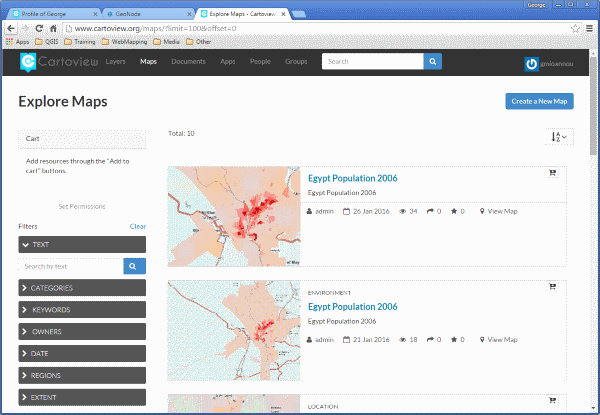 George
Profile of George
GeoNode
Explore Maps - Cartoview
www.cartoview.org/maps/?limit=100&offset=0
Apps QGIS Training WebMapping Media Other
Cartoview Layers Maps Documents Apps People Groups Search gmioannou
Explore Maps
Create a New Map
Cart
Total: 10
Add resources through the "Add to
cart" buttons.
Set Permissions
Filters Clear
TEXT
Search by text
CATEGORIES
KEYWORDS
OWNERS
DATE
REGIONS
EXTENT
Egypt Population 2006
Egypt Population 2006
admin 26 Jan 2016 34 0 0 View Map
ENVIRONMENT
Egypt Population 2006
Egypt Population 2006
admin 21 Jan 2016 18 0 0 View Map
LOCATION